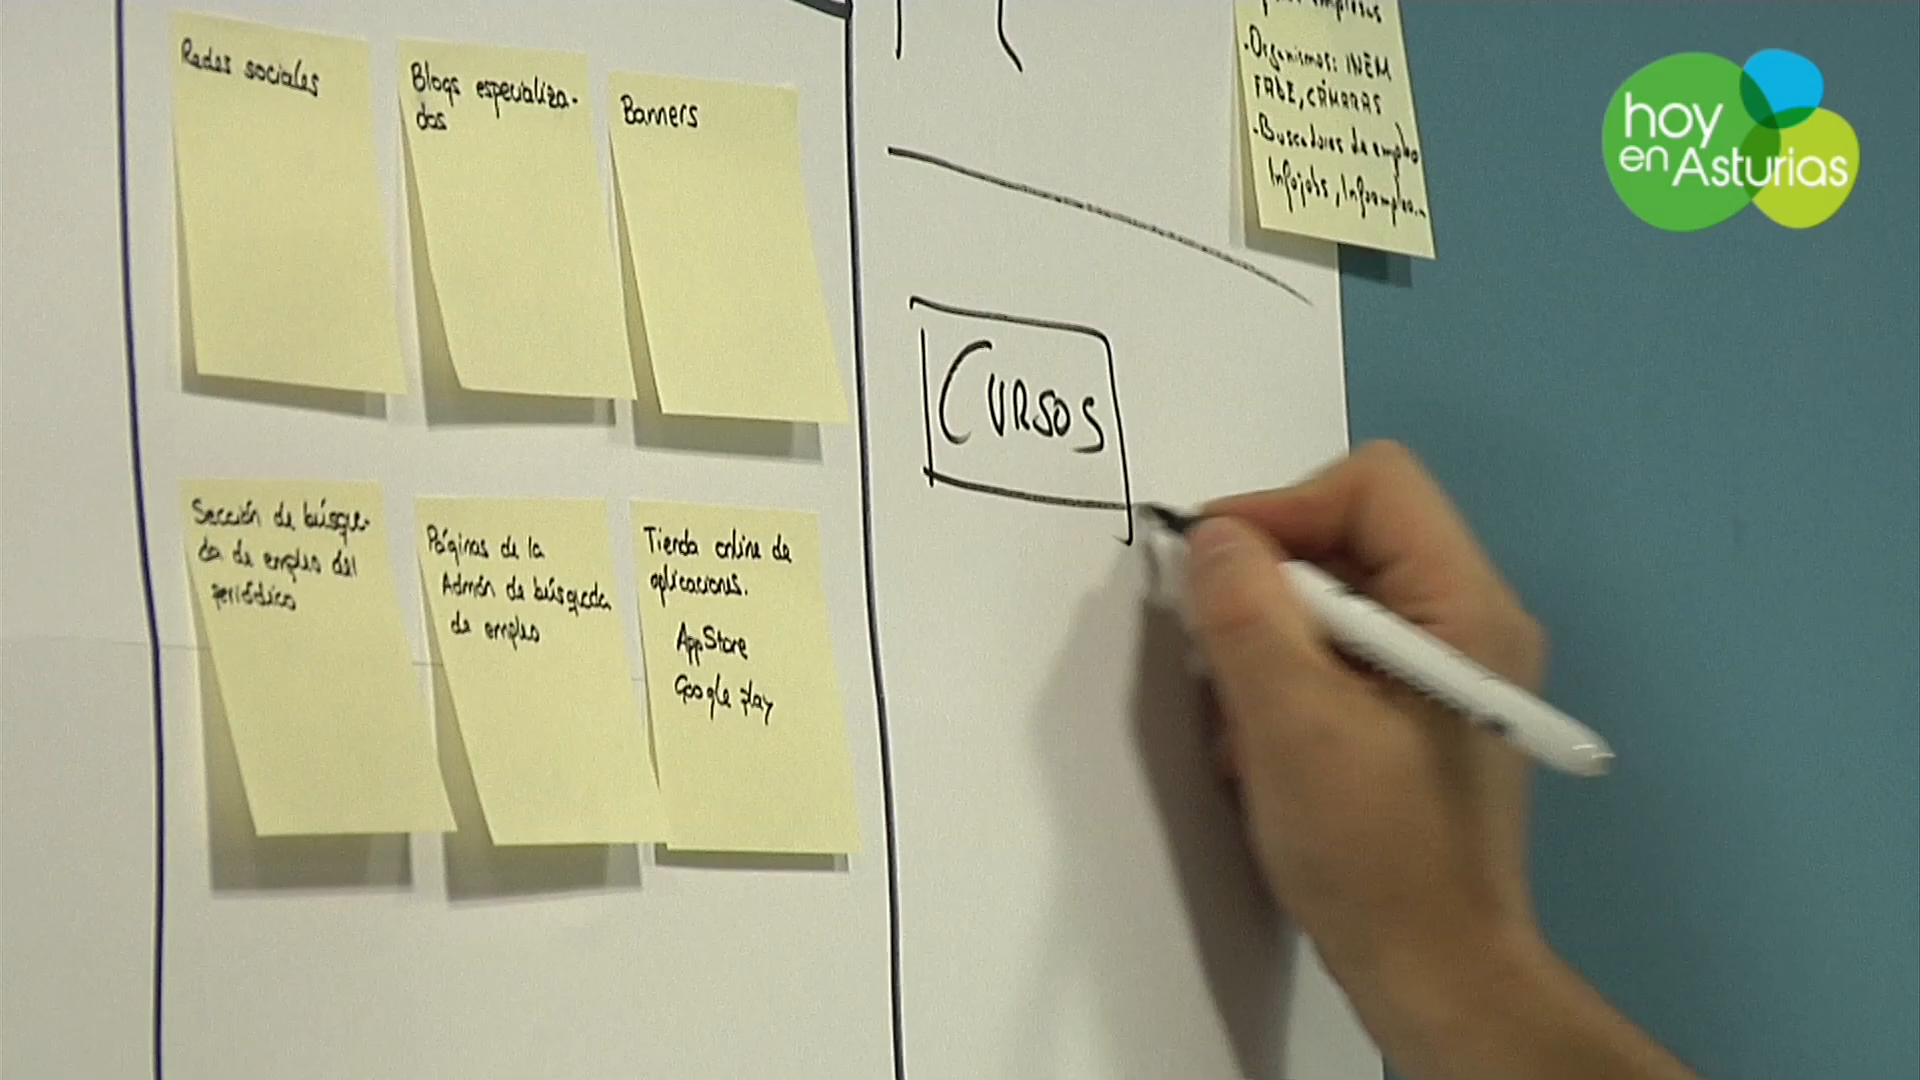 Redes sociales
Blogs especializa-
dos
Banners
Sección de búsque-
da de empleo del
periódico
Páginas de la
Admón de búsqueda
de empleo
Tienda online de
aplicaciones.
AppStore
Google play
CURSOS
empresas
-Organismos: INEM
FADE, CÁMARAS
-Buscadores de empleo
Infojobs, Infoempleo...
hoy
en Asturias